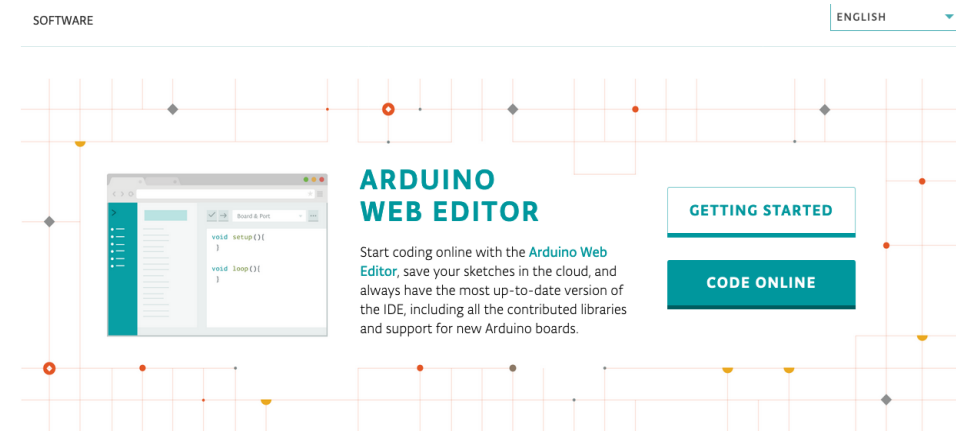 SOFTWARE
ENGLISH
ARDUINO
WEB EDITOR
Start coding online with the Arduino Web
Editor, save your sketches in the cloud, and
always have the most up-to-date version of
the IDE, including all the contributed libraries
and support for new Arduino boards.
GETTING STARTED
CODE ONLINE
Board & Port
void setup(){
}
void loop(){
}